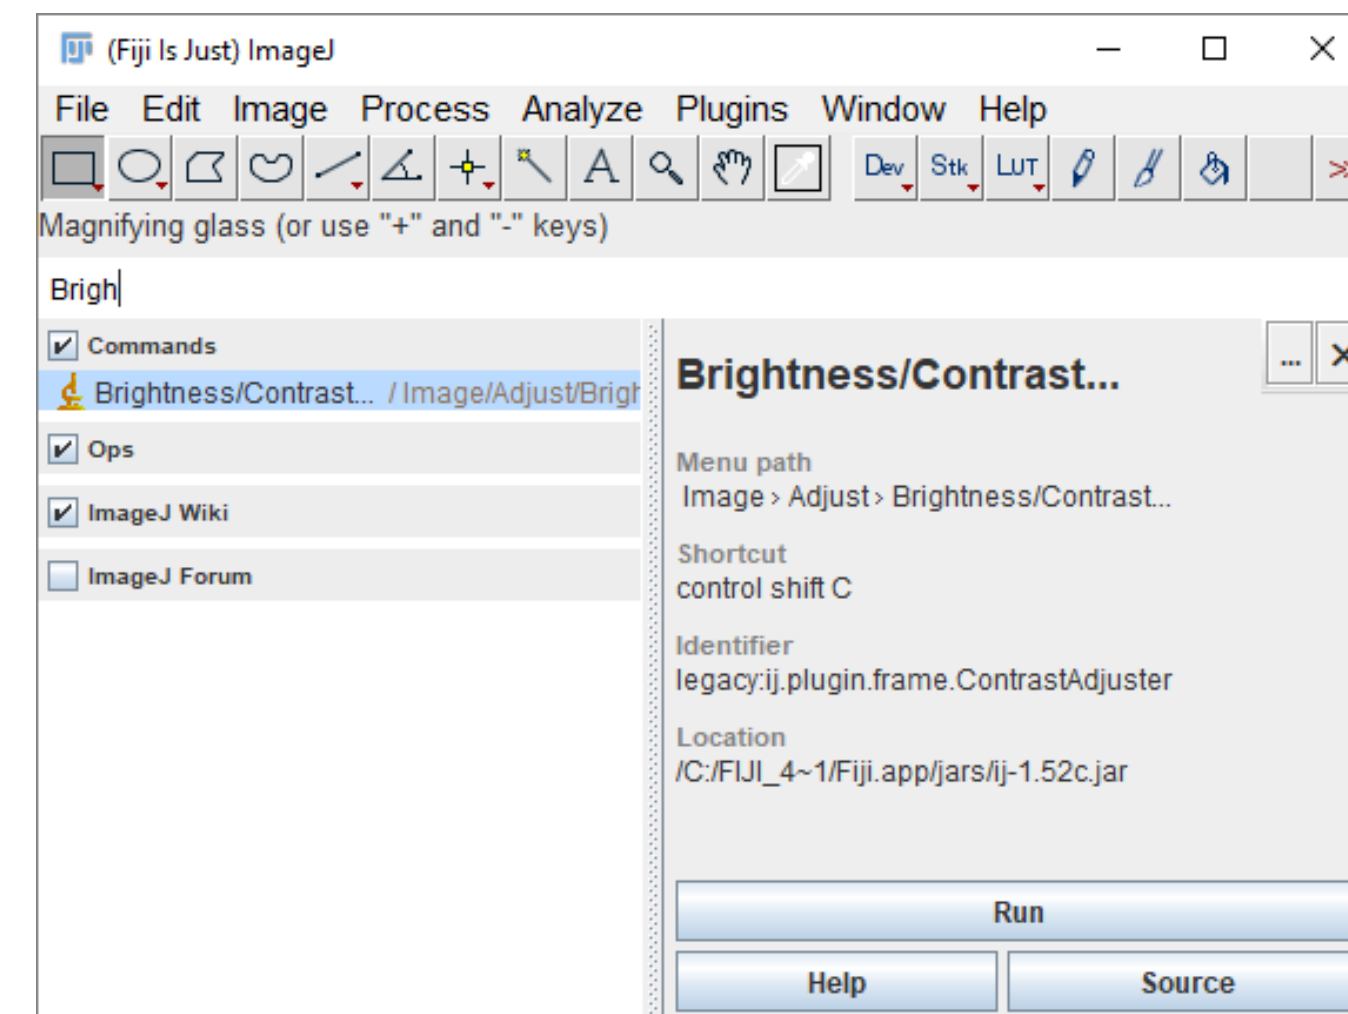 (Fiji Is Just) ImageJ
File Edit Image Process Analyze Plugins Window Help
A Dev Stk LUT
Magnifying glass (or use "+" and "-" keys)
Brigh
Commands
Brightness/Contrast... / Image/Adjust/Brigh
Ops
ImageJ Wiki
ImageJ Forum
...
Brightness/Contrast...
Menu path
Image › Adjust › Brightness/Contrast...
Shortcut
control shift C
Identifier
legacy:ij.plugin.frame.ContrastAdjuster
Location
/C:/FIJI_4~1/Fiji.app/jars/ij-1.52c.jar
Run
Help Source